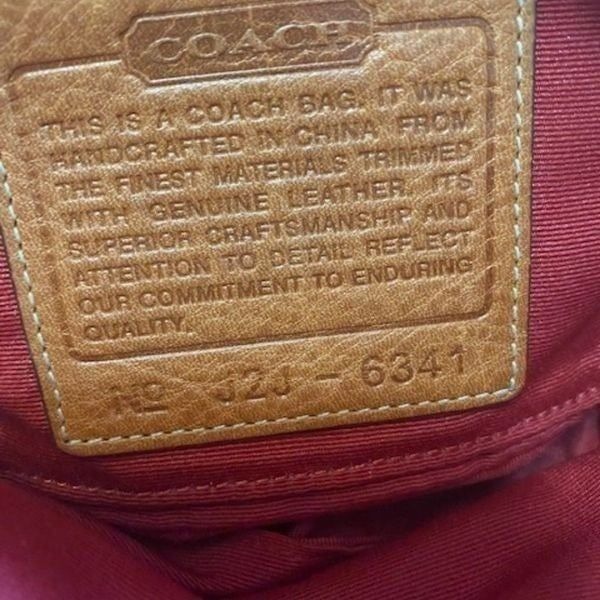 COACH
THIS IS A COACH BAG. IT WAS
HANDCRAFTED IN CHINA FROM
THE FINEST MATERIALS TRIMMED
WITH GENUINE LEATHER. ITS
SUPERIOR CRAFTSMANSHIP AND
ATTENTION TO DETAIL REFLECT
OUR COMMITMENT TO ENDURING
QUALITY.
No J2J - 6341